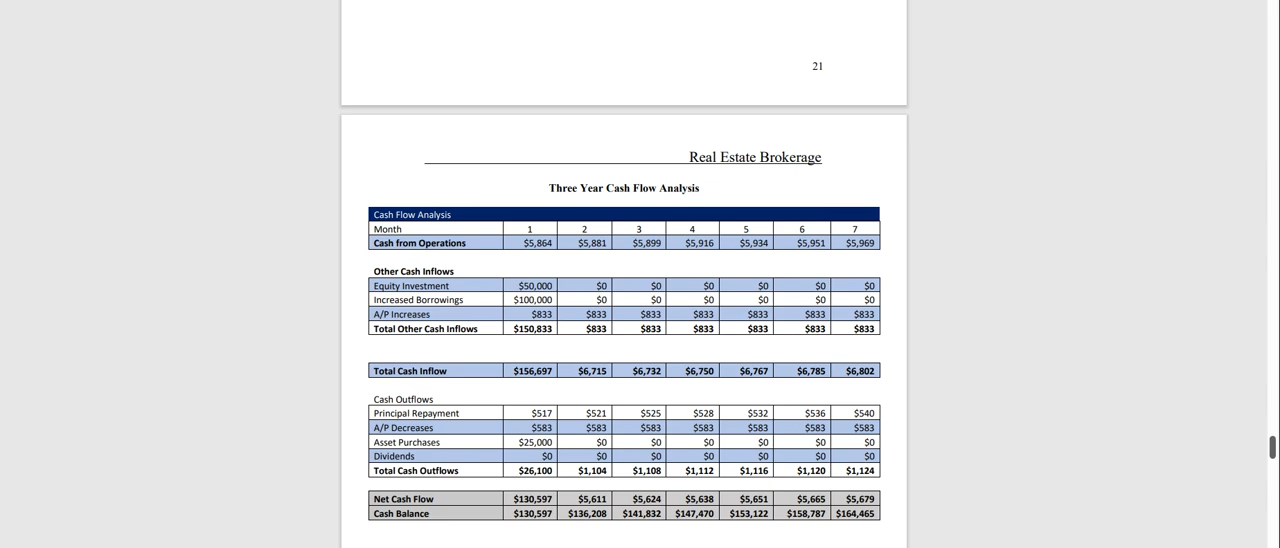 21
Real Estate Brokerage
Three Year Cash Flow Analysis
Cash Flow Analysis
Month 1 2 3 4 5 6 7
Cash from Operations $5,864 $5,881 $5,899 $5,916 $5,934 $5,951 $5,969
Other Cash Inflows
Equity Investment $50,000 $0 $0 $0 $0 $0 $0
Increased Borrowings $100,000 $0 $0 $0 $0 $0 $0
A/P Increases $833 $833 $833 $833 $833 $833 $833
Total Other Cash Inflows $150,833 $833 $833 $833 $833 $833 $833
Total Cash Inflow $156,697 $6,715 $6,732 $6,750 $6,767 $6,785 $6,802
Cash Outflows
Principal Repayment $517 $521 $525 $528 $532 $536 $540
A/P Decreases $583 $583 $583 $583 $583 $583 $583
Asset Purchases $25,000 $0 $0 $0 $0 $0 $0
Dividends $0 $0 $0 $0 $0 $0 $0
Total Cash Outflows $26,100 $1,104 $1,108 $1,112 $1,116 $1,120 $1,124
Net Cash Flow $130,597 $5,611 $5,624 $5,638 $5,651 $5,665 $5,679
Cash Balance $130,597 $136,208 $141,832 $147,470 $153,122 $158,787 $164,465